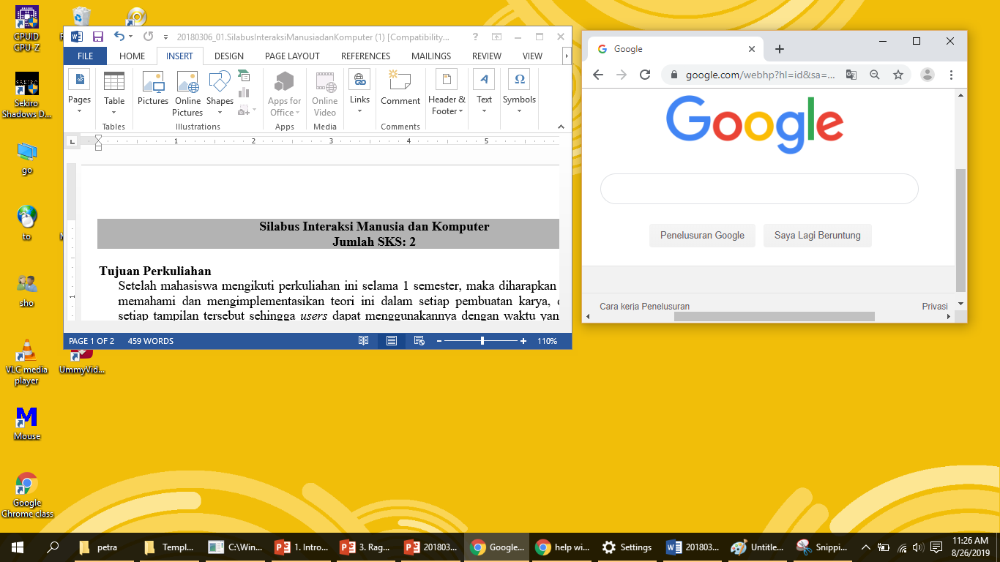 CPUID
CPU-Z
Sekiro
Shadows D...
go
to
sho
VLC media
player
UmmyVid...
Mouse
Google
Chrome class
20180306_01.SilabusInteraksiManusiadanKomputer (1) [Compatibility...
FILE HOME INSERT DESIGN PAGE LAYOUT REFERENCES MAILINGS REVIEW VIEW
Pages Table Pictures Online Pictures Shapes Apps for Office Online Video Links Comment Header & Footer Text Symbols
Tables Illustrations Apps Media Comments
1 2 3 4 5
Silabus Interaksi Manusia dan Komputer
Jumlah SKS: 2
Tujuan Perkuliahan
Setelah mahasiswa mengikuti perkuliahan ini selama 1 semester, maka diharapkan
memahami dan mengimplementasikan teori ini dalam setiap pembuatan karya,
setiap tampilan tersebut sehingga users dapat menggunakannya dengan waktu
PAGE 1 OF 2 459 WORDS 110%
Google
google.com/webhp?hl=id&sa=...
Google
Penelusuran Google Saya Lagi Beruntung
Cara kerja Penelusuran Privasi
petra Templ... C:\Win... 1. Intro... 3. Rag... 201803... Google... help wi... Settings 201803... Untitle... Snippi...
11:26 AM
8/26/2019